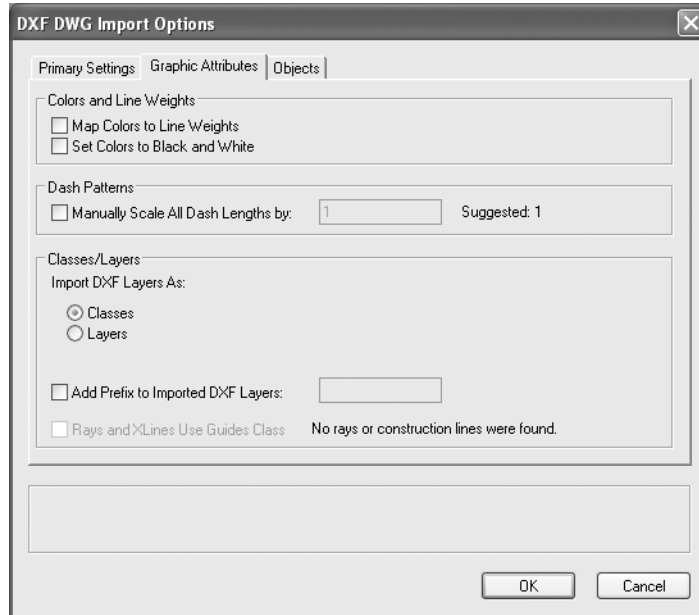 DXF DWG Import Options
Primary Settings Graphic Attributes Objects
Colors and Line Weights
Map Colors to Line Weights
Set Colors to Black and White
Dash Patterns
Manually Scale All Dash Lengths by: 1 Suggested: 1
Classes/Layers
Import DXF Layers As:
Classes
Layers
Add Prefix to Imported DXF Layers:
Rays and XLines Use Guides Class No rays or construction lines were found.
OK Cancel